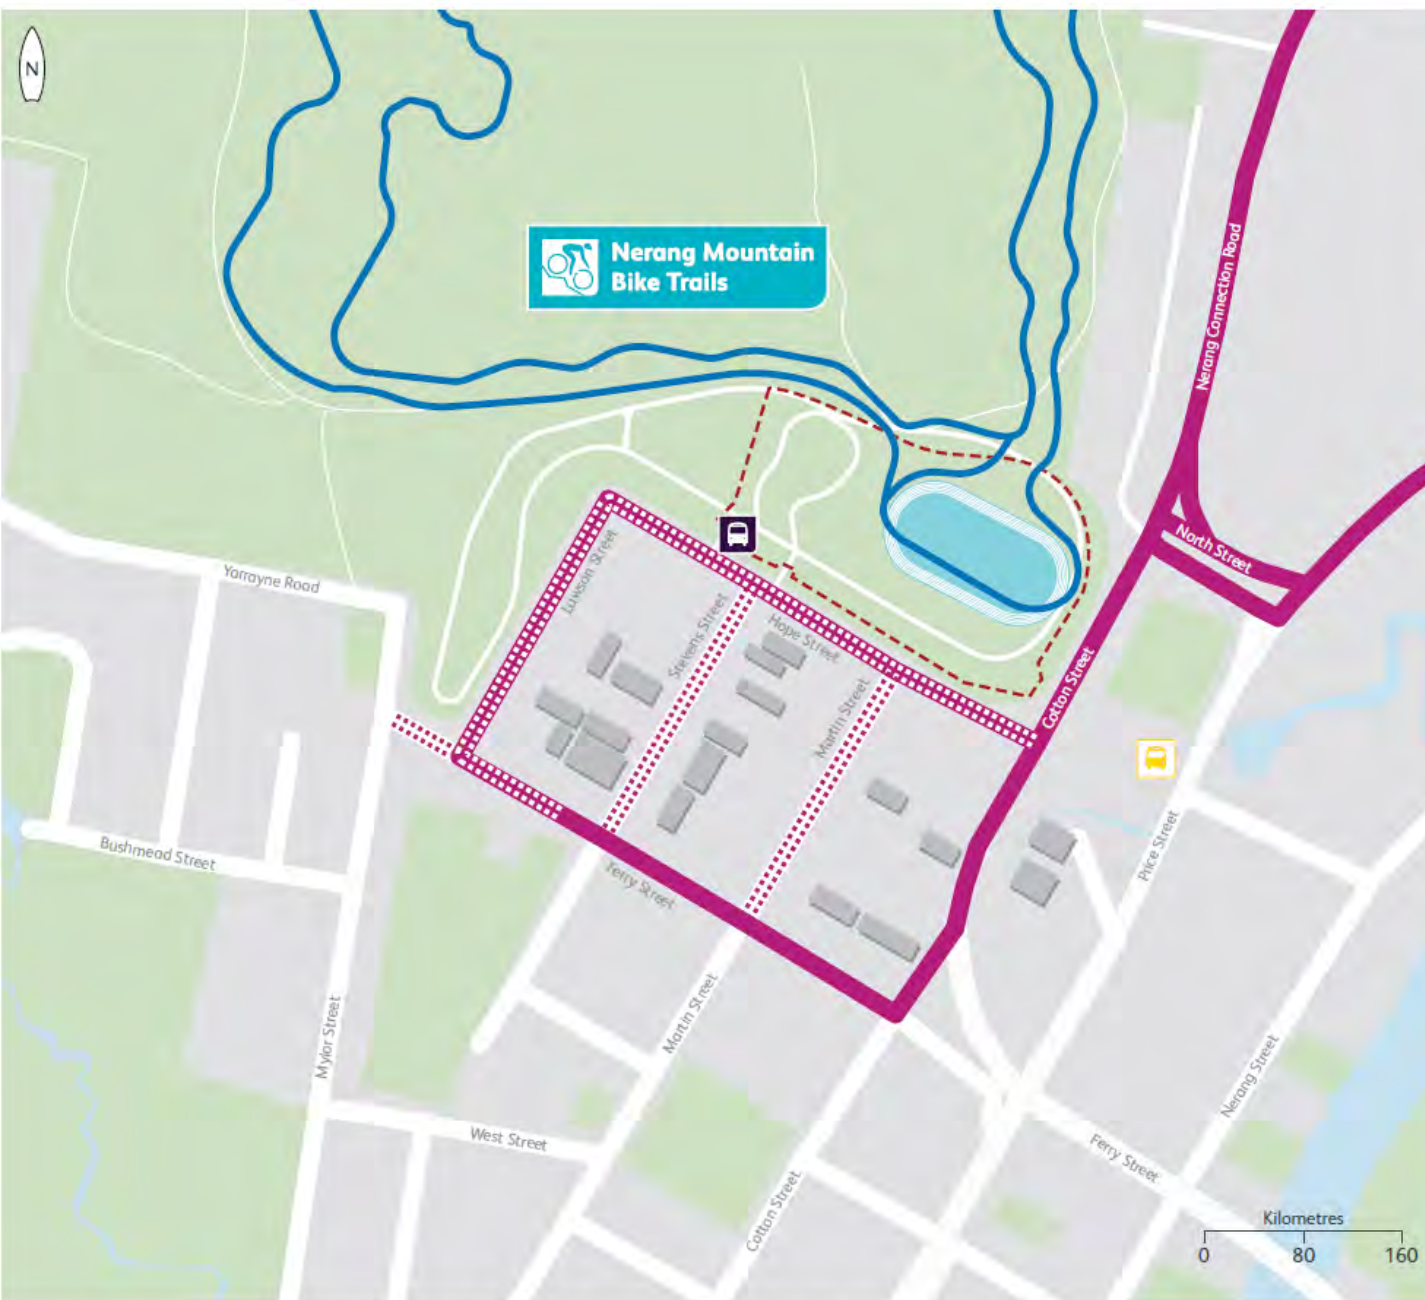 N
Nerang Mountain
Bike Trails
Nerang Connection Road
North Street
Yarrayne Road
Luwson Street
Stevens Street
Hope Street
Martin Street
Cotton Street
Bushmead Street
Ferry Street
Price Street
Mylor Street
Martin Street
Nerang Street
West Street
Ferry Street
Cotton Street
Kilometres
0 80 160